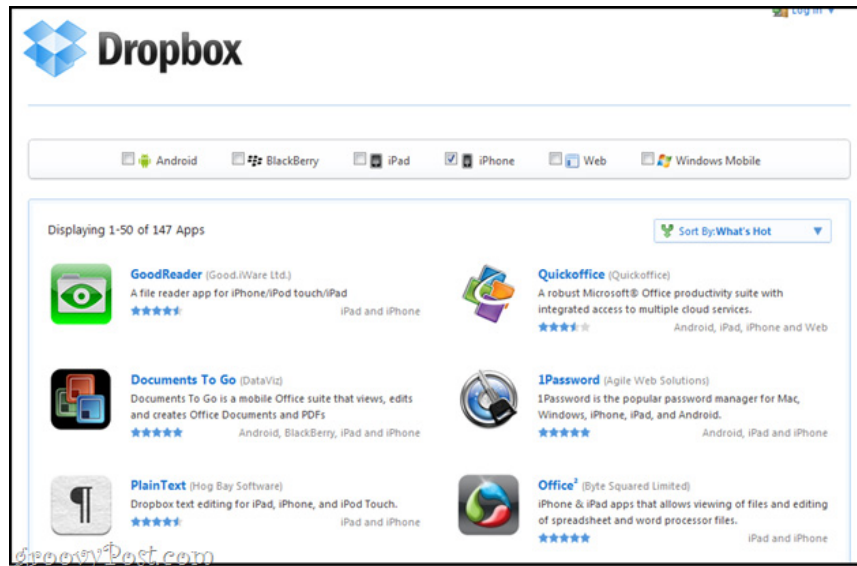 Log in
Dropbox
Android BlackBerry iPad iPhone Web Windows Mobile
Displaying 1-50 of 147 Apps
Sort By:What's Hot
GoodReader (Good.iWare Ltd.)
A file reader app for iPhone/iPod touch/iPad
iPad and iPhone
Quickoffice (Quickoffice)
A robust Microsoft® Office productivity suite with
integrated access to multiple cloud services.
Android, iPad, iPhone and Web
Documents To Go (DataViz)
Documents To Go is a mobile Office suite that views, edits
and creates Office Documents and PDFs
Android, BlackBerry, iPad and iPhone
1Password (Agile Web Solutions)
1Password is the popular password manager for Mac,
Windows, iPhone, iPad, and Android.
Android, iPad and iPhone
PlainText (Hog Bay Software)
Dropbox text editing for iPad, iPhone, and iPod Touch.
iPad and iPhone
Office² (Byte Squared Limited)
iPhone & iPad apps that allows viewing of files and editing
of spreadsheet and word processor files.
iPad and iPhone
groovyPost.com